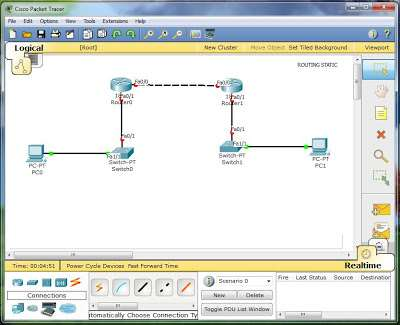 Cisco Packet Tracer
File Edit Options View Tools Extensions Help
Logical [Root] New Cluster Move Object Set Tiled Background Viewport
ROUTING STATIC
Fa0/0 Fa0/0
Fa0/1 Fa0/1
Router0 Router1
Fa0/1 Fa0/1
Fa1/1 Fa1/1
PC-PT Switch-PT Switch-PT PC-PT
PC0 Switch0 Switch1 PC1
Time: 00:04:51 Power Cycle Devices Fast Forward Time Realtime
Scenario 0 Fire Last Status Source Destination
Connections New Delete
Toggle PDU List Window
Automatically Choose Connection Ty